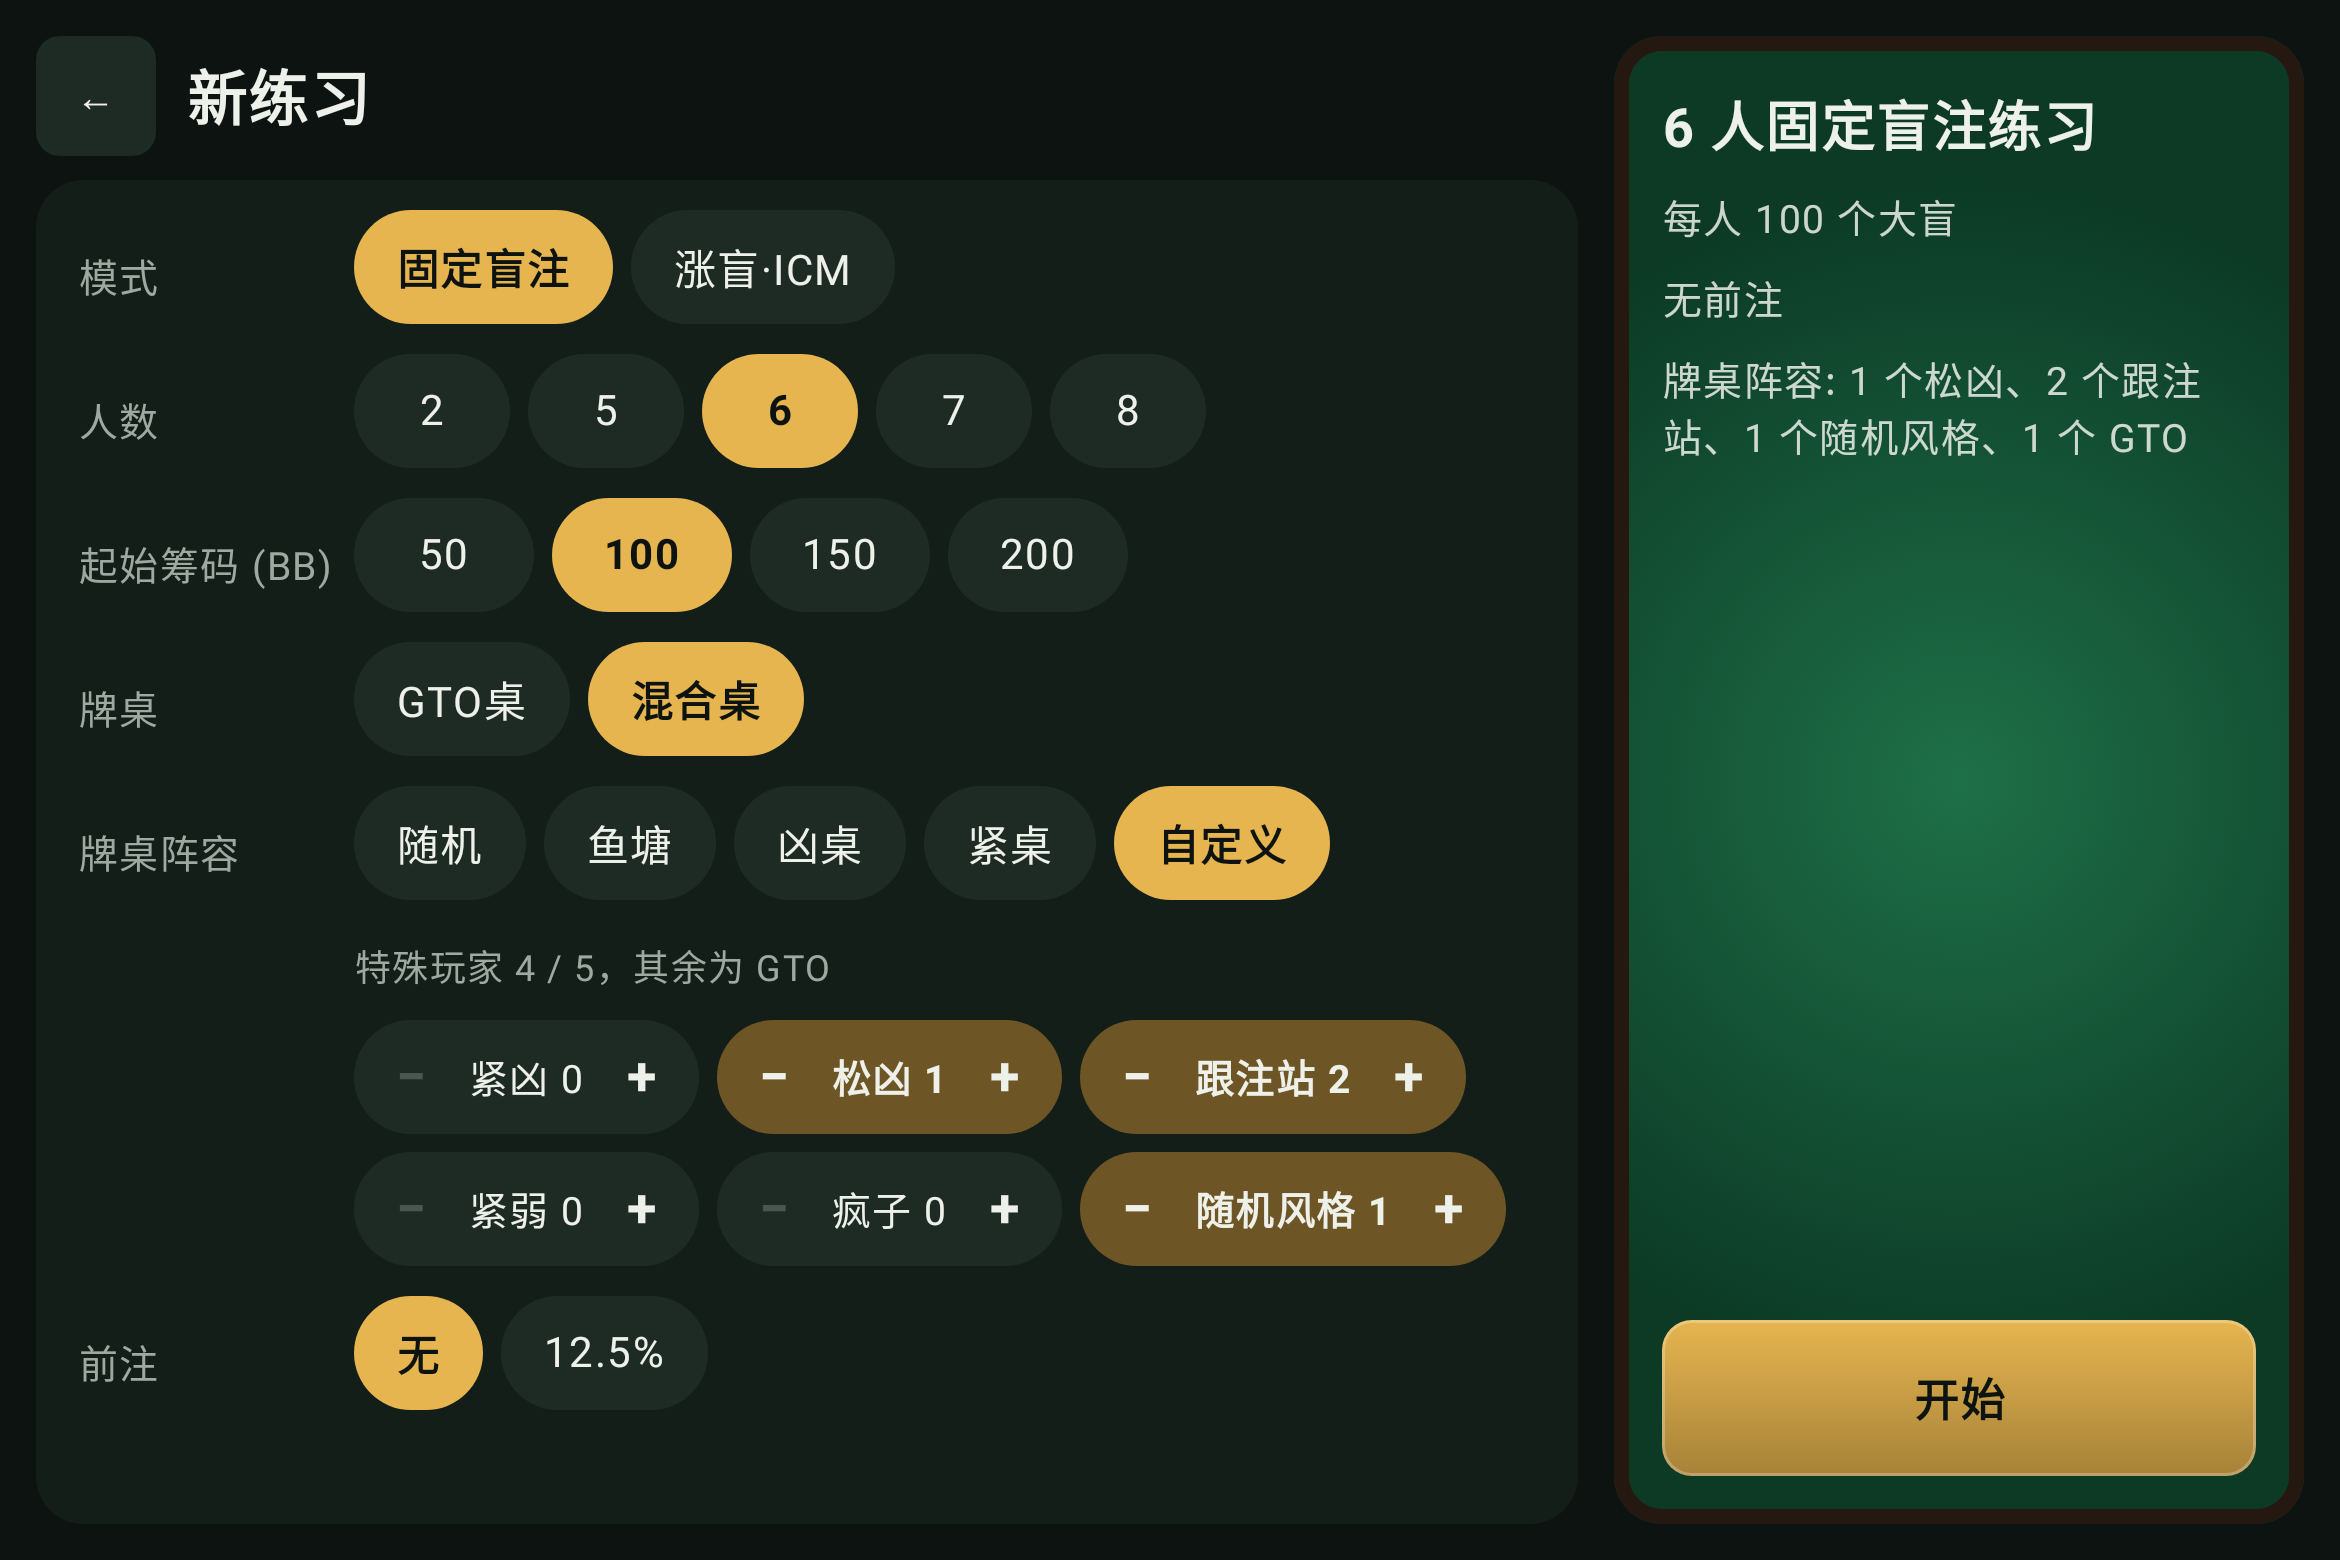 ← 新练习
模式 固定盲注 涨盲·ICM
人数 2 5 6 7 8
起始筹码 (BB) 50 100 150 200
牌桌 GTO桌 混合桌
牌桌阵容 随机 鱼塘 凶桌 紧桌 自定义
特殊玩家 4 / 5，其余为 GTO
− 紧凶 0 + − 松凶 1 + − 跟注站 2 +
− 紧弱 0 + − 疯子 0 + − 随机风格 1 +
前注 无 12.5%
6 人固定盲注练习
每人 100 个大盲
无前注
牌桌阵容: 1 个松凶、2 个跟注
站、1 个随机风格、1 个 GTO
开始